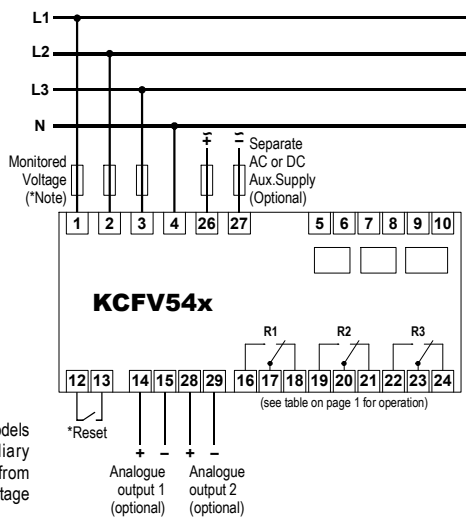 L1
L2
L3
N
+ − Separate
AC or DC
Aux.Supply
(Optional)
Monitored
Voltage
(*Note)
1 2 3 4 26 27 5 6 7 8 9 10
KCFV54x
R1 R2 R3
12 13 14 15 28 29 16 17 18 19 20 21 22 23 24
(see table on page 1 for operation)
*Reset
+ − + −
Analogue
output 1
(optional)
Analogue
output 2
(optional)
dels
liary
from
tage